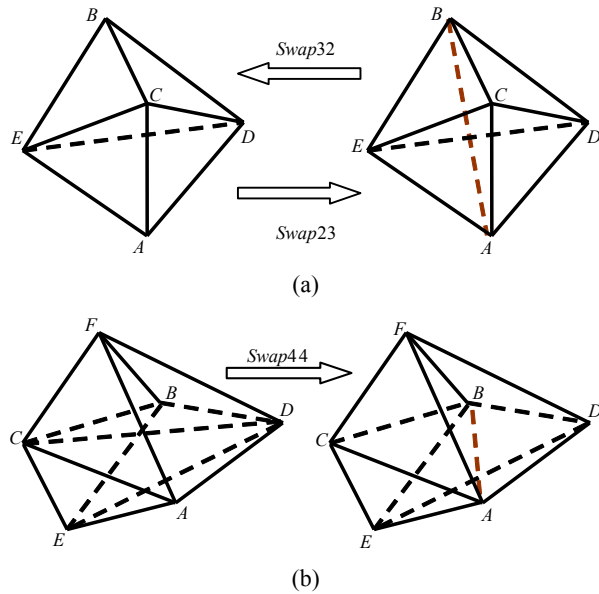 B B
Swap32
C C
E D E D
Swap23
A A
(a)
F F
Swap44
B B
D D
C C
A A
E E
(b)